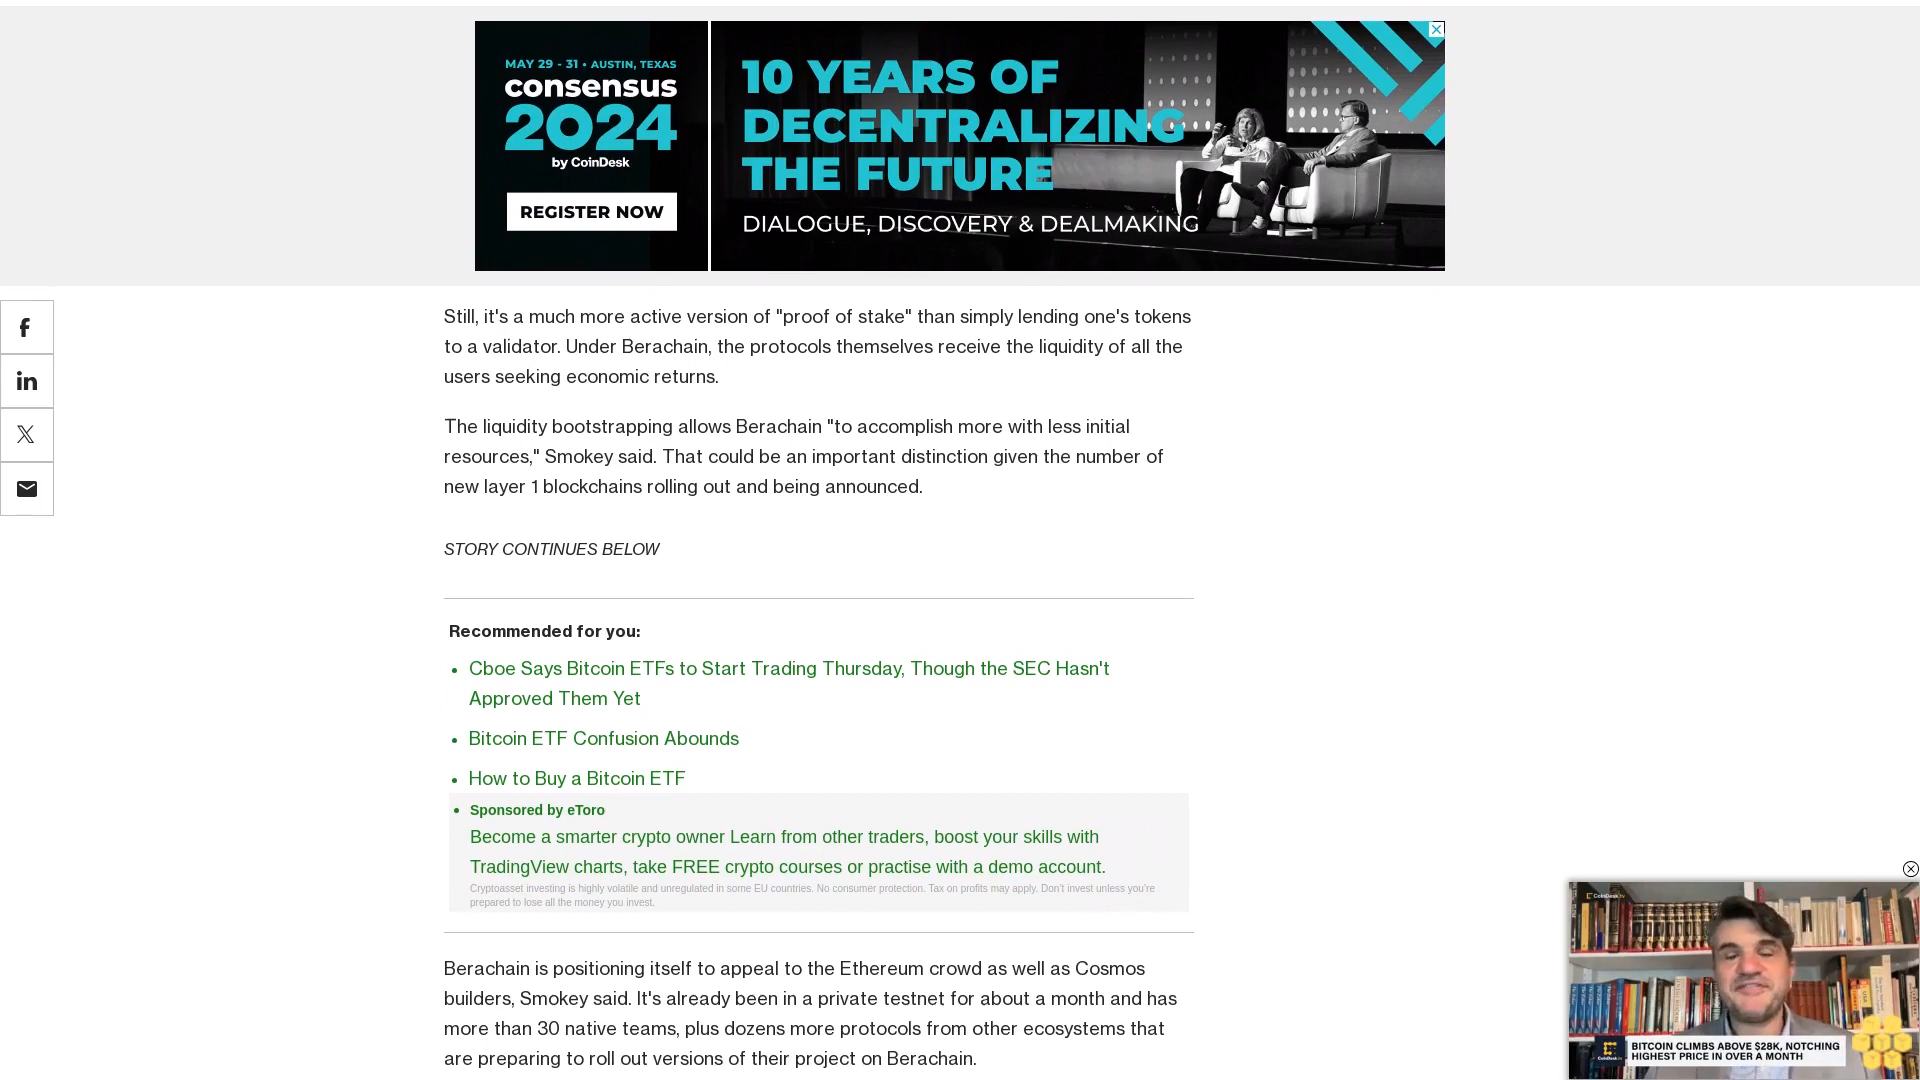 MAY 29 - 31 • AUSTIN, TEXAS
consensus
2024
by CoinDesk
REGISTER NOW
10 YEARS OF
DECENTRALIZING
THE FUTURE
DIALOGUE, DISCOVERY & DEALMAKING
Still, it's a much more active version of "proof of stake" than simply lending one's tokens
to a validator. Under Berachain, the protocols themselves receive the liquidity of all the
users seeking economic returns.
The liquidity bootstrapping allows Berachain "to accomplish more with less initial
resources," Smokey said. That could be an important distinction given the number of
new layer 1 blockchains rolling out and being announced.
STORY CONTINUES BELOW
Recommended for you:
• Cboe Says Bitcoin ETFs to Start Trading Thursday, Though the SEC Hasn't
Approved Them Yet
• Bitcoin ETF Confusion Abounds
• How to Buy a Bitcoin ETF
• Sponsored by eToro
Become a smarter crypto owner Learn from other traders, boost your skills with
TradingView charts, take FREE crypto courses or practise with a demo account.
Cryptoasset investing is highly volatile and unregulated in some EU countries. No consumer protection. Tax on profits may apply. Don't invest unless you're
prepared to lose all the money you invest.
Berachain is positioning itself to appeal to the Ethereum crowd as well as Cosmos
builders, Smokey said. It's already been in a private testnet for about a month and has
more than 30 native teams, plus dozens more protocols from other ecosystems that
are preparing to roll out versions of their project on Berachain.
CoinDesk tv
CoinDesk tv
BITCOIN CLIMBS ABOVE $28K, NOTCHING
HIGHEST PRICE IN OVER A MONTH